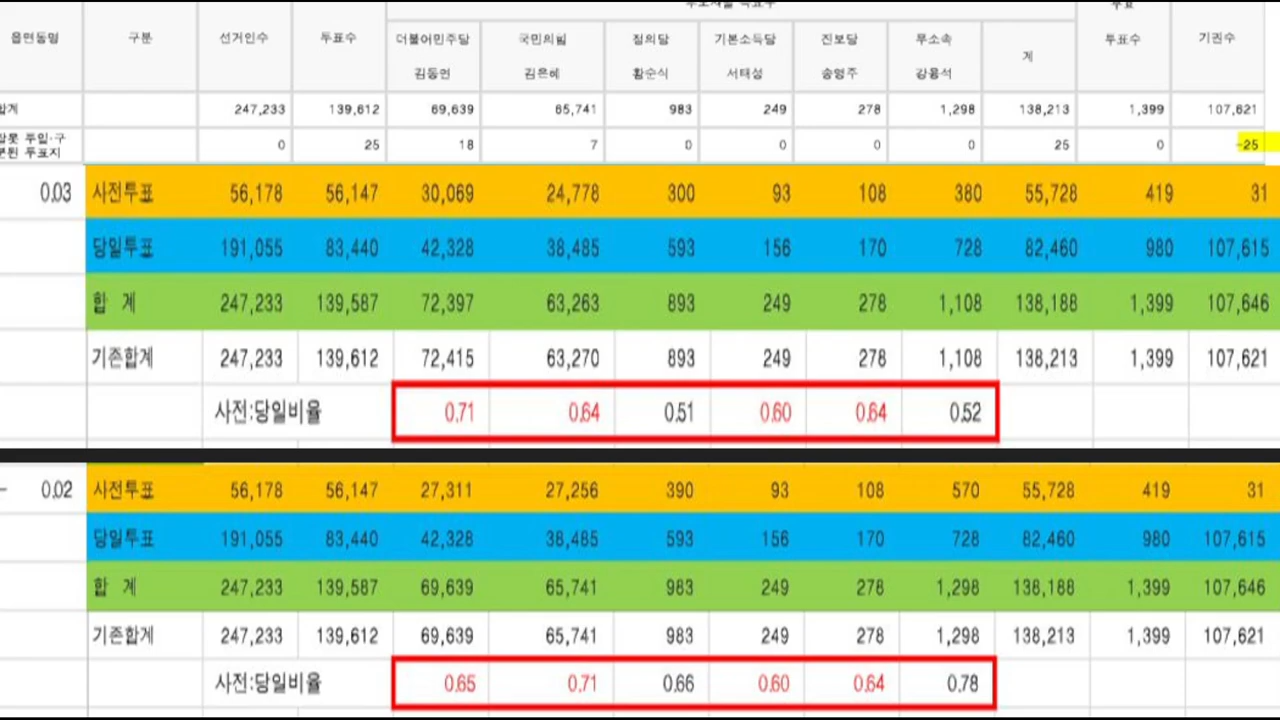 투표수
읍면동명 구분 선거인수 투표수 더불어민주당 김동연 국민의힘 김은혜 정의당 황순식 기본소득당 서태성 진보당 송영주 무소속 강용석 계 투표수 기권수
합계 247,233 139,612 69,639 65,741 983 249 278 1,298 138,213 1,399 107,621
잘못 투입·구
분된 투표지 0 25 18 7 0 0 0 0 25 0 -25
0.03 사전투표 56,178 56,147 30,069 24,778 300 93 108 380 55,728 419 31
당일투표 191,055 83,440 42,328 38,485 593 156 170 728 82,460 980 107,615
합 계 247,233 139,587 72,397 63,263 893 249 278 1,108 138,188 1,399 107,646
기존합계 247,233 139,612 72,415 63,270 893 249 278 1,108 138,213 1,399 107,621
사전:당일비율 0.71 0.64 0.51 0.60 0.64 0.52
- 0.02 사전투표 56,178 56,147 27,311 27,256 390 93 108 570 55,728 419 31
당일투표 191,055 83,440 42,328 38,485 593 156 170 728 82,460 980 107,615
합 계 247,233 139,587 69,639 65,741 983 249 278 1,298 138,188 1,399 107,646
기존합계 247,233 139,612 69,639 65,741 983 249 278 1,298 138,213 1,399 107,621
사전:당일비율 0.65 0.71 0.66 0.60 0.64 0.78